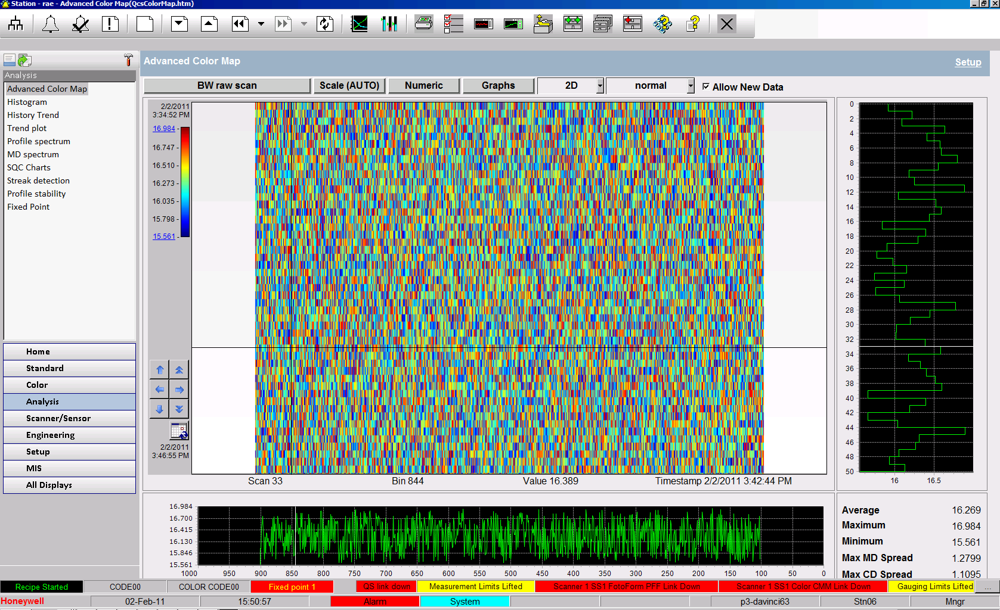 Station - rae - Advanced Color Map(QcsColorMap.htm)
Analysis
Advanced Color Map
Histogram
History Trend
Trend plot
Profile spectrum
MD spectrum
SQC Charts
Streak detection
Profile stability
Fixed Point
Home
Standard
Color
Analysis
Scanner/Sensor
Engineering
Setup
MIS
All Displays
Advanced Color Map
Setup
BW raw scan
Scale (AUTO)
Numeric
Graphs
2D
normal
Allow New Data
2/2/2011
3:34:52 PM
16.984
16.747
16.510
16.273
16.035
15.798
15.561
2/2/2011
3:46:55 PM
Scan 33 Bin 844 Value 16.389 Timestamp 2/2/2011 3:42:44 PM
0
2
4
6
8
10
12
14
16
18
20
22
24
26
28
30
32
34
36
38
40
42
44
46
48
50
16 16.5
16.984
16.700
16.415
16.130
15.846
15.561
1000 950 900 850 800 750 700 650 600 550 500 450 400 350 300 250 200 150 100 50 0
Average 16.269
Maximum 16.984
Minimum 15.561
Max MD Spread 1.2799
Max CD Spread 1.1095
Recipe Started CODE00 COLOR CODE00 Fixed point 1 QS link down Measurement Limits Lifted Scanner 1 SS1 FotoForm PFF Link Down Scanner 1 SS1 Color CMM Link Down Gauging Limits Lifted ...
Honeywell 02-Feb-11 15:50:57 Alarm System p3-davinci63 Stn06 Mngr